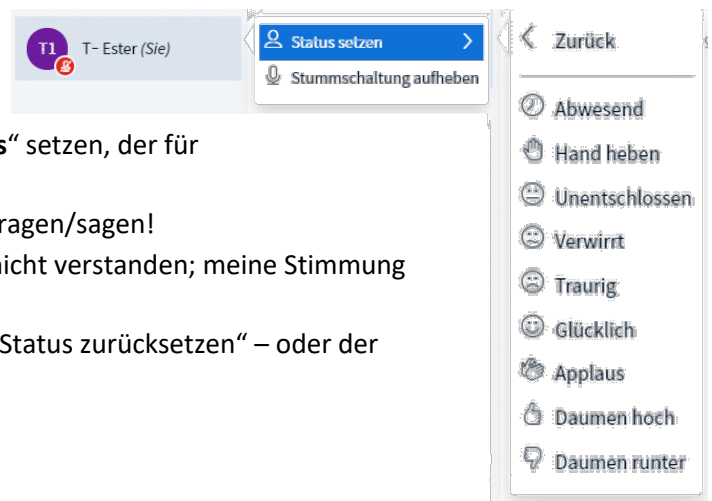 T1 T- Ester (Sie)
Status setzen
Stummschaltung aufheben
s“ setzen, der für
ragen/sagen!
nicht verstanden; meine Stimmung
Status zurücksetzen“ – oder der
Zurück
Abwesend
Hand heben
Unentschlossen
Verwirrt
Traurig
Glücklich
Applaus
Daumen hoch
Daumen runter